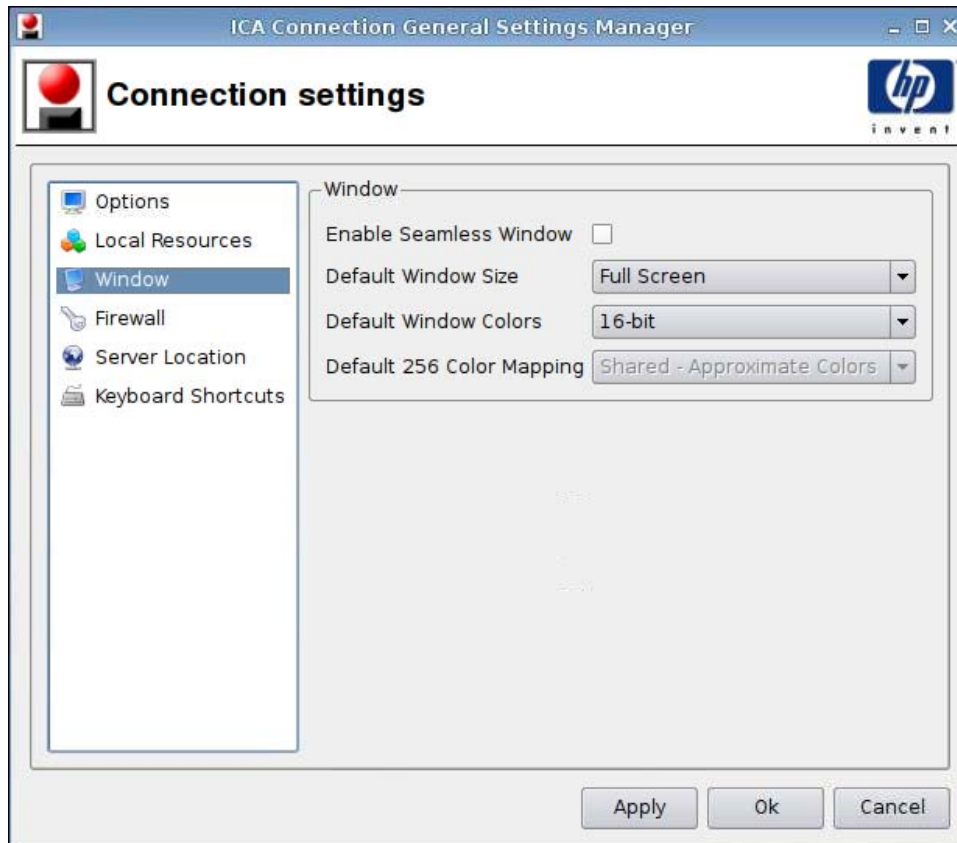 ICA Connection General Settings Manager
Connection settings
hp
invent
Options
Local Resources
Window
Firewall
Server Location
Keyboard Shortcuts
Window
Enable Seamless Window
Default Window Size Full Screen
Default Window Colors 16-bit
Default 256 Color Mapping Shared - Approximate Colors
Apply Ok Cancel